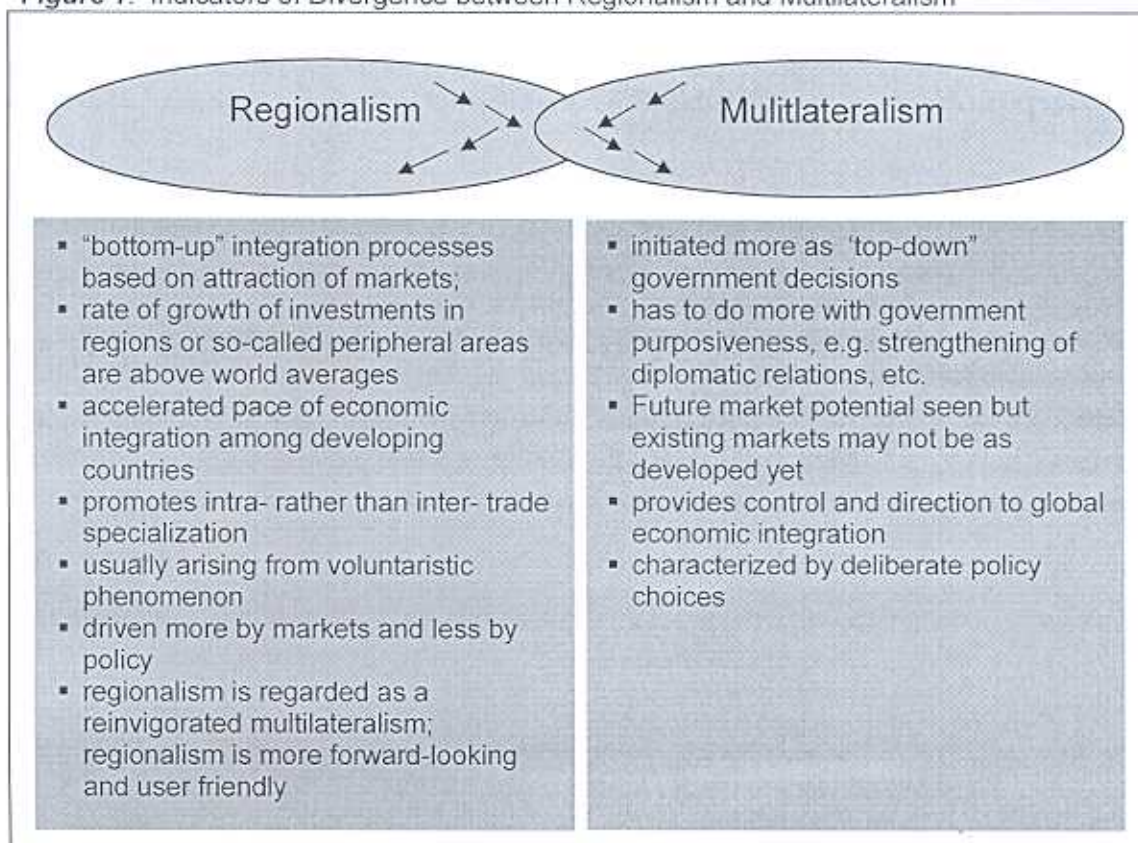 Figure 1. Indicators of Divergence between Regionalism and Multilateralism
Regionalism
Mulitlateralism
▪ “bottom-up” integration processes
based on attraction of markets;
▪ rate of growth of investments in
regions or so-called peripheral areas
are above world averages
▪ accelerated pace of economic
integration among developing
countries
▪ promotes intra- rather than inter- trade
specialization
▪ usually arising from voluntaristic
phenomenon
▪ driven more by markets and less by
policy
▪ regionalism is regarded as a
reinvigorated multilateralism;
regionalism is more forward-looking
and user friendly
▪ initiated more as ‘top-down”
government decisions
▪ has to do more with government
purposiveness, e.g. strengthening of
diplomatic relations, etc.
▪ Future market potential seen but
existing markets may not be as
developed yet
▪ provides control and direction to global
economic integration
▪ characterized by deliberate policy
choices